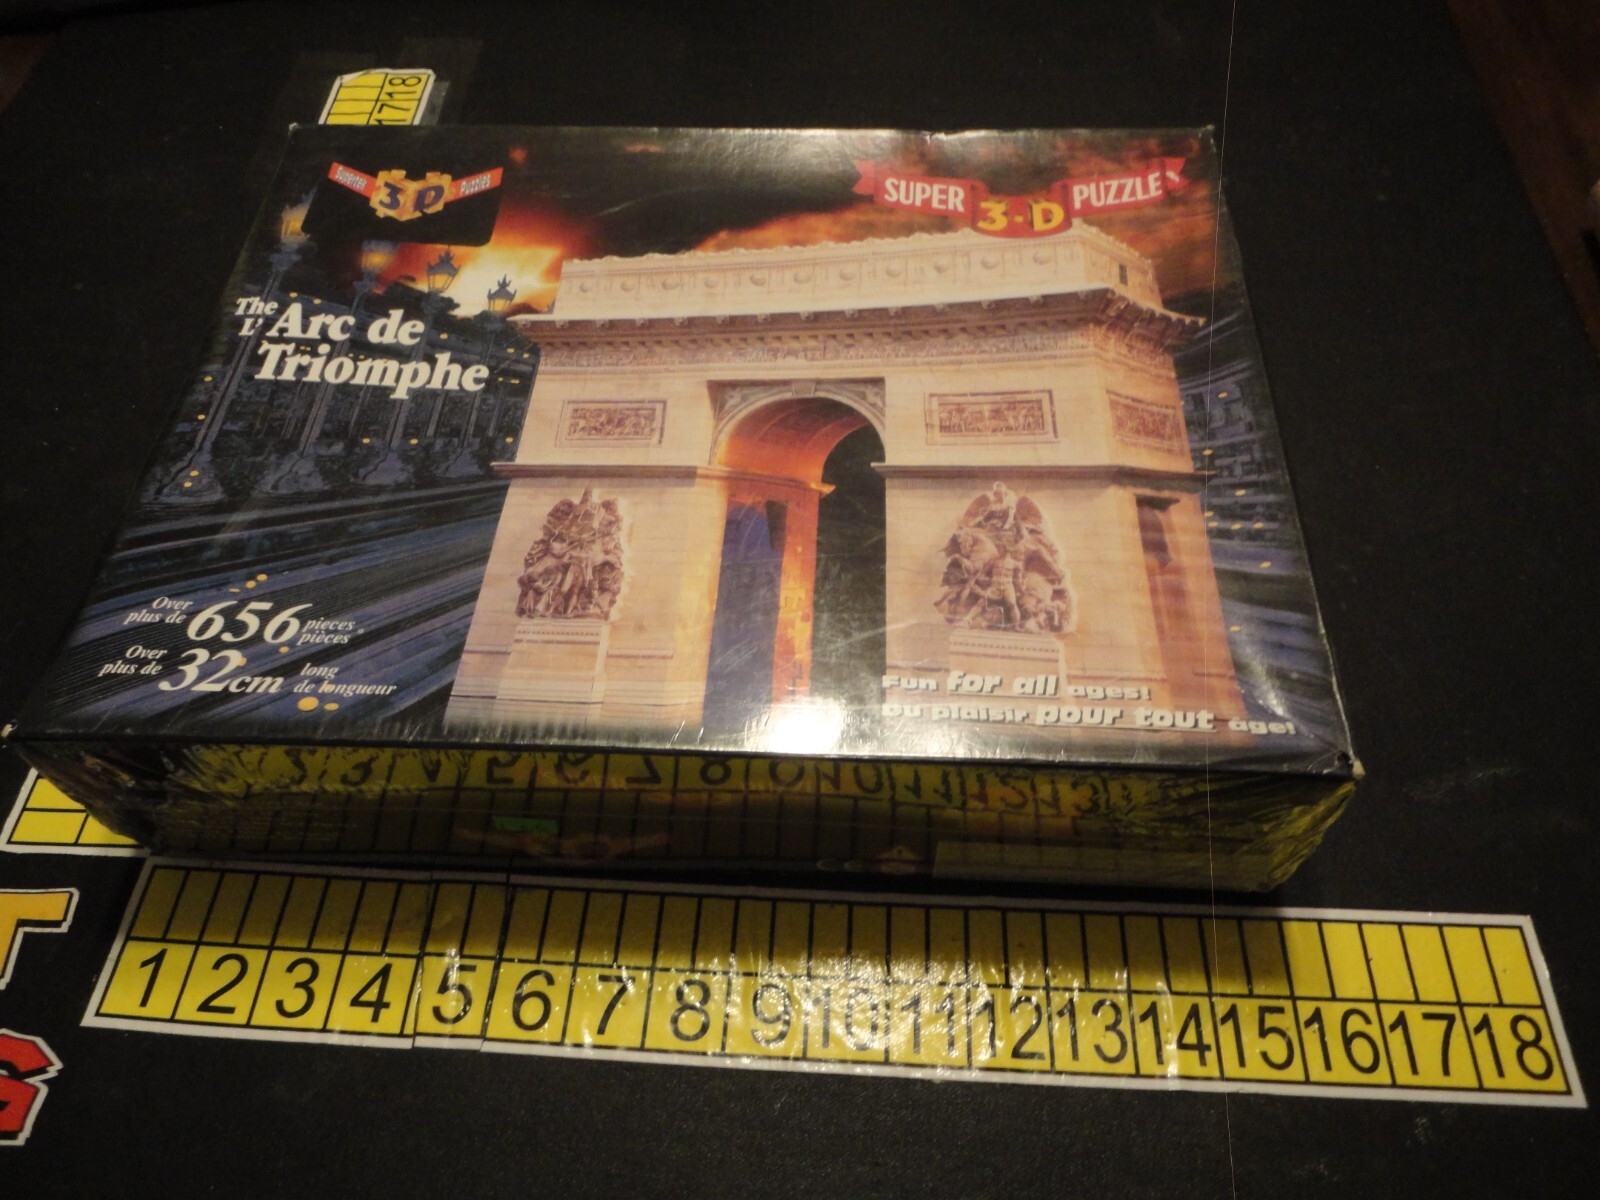 17 18
Supertek 3D Puzzles
SUPER 3-D PUZZLE
The
L' Arc de
Triomphe
Over
plus de 656 pieces
pièces
Over
plus de 32cm long
de longueur
Fun for all ages!
Du plaisir pour tout âge!
1 2 3 4 5 6 7 8 9 10 11 12 13 14 15 16 17 18
T